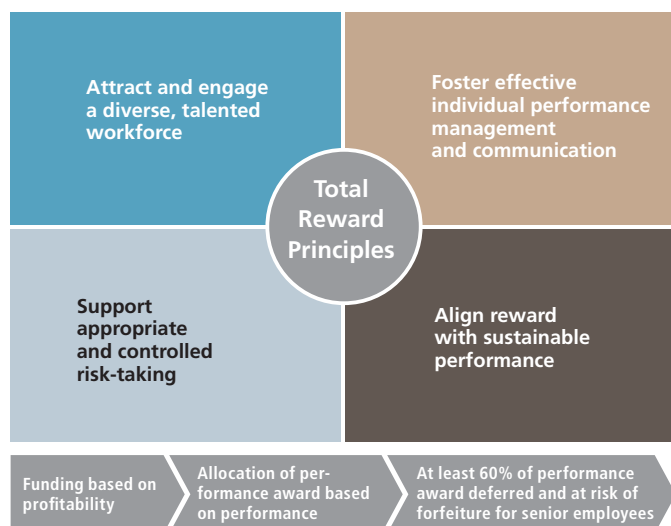 Attract and engage
a diverse, talented
workforce
Foster effective
individual performance
management
and communication
Total
Reward
Principles
Support
appropriate
and controlled
risk-taking
Align reward
with sustainable
performance
Funding based on
profitability
Allocation of per-
formance award based
on performance
At least 60% of performance
award deferred and at risk of
forfeiture for senior employees